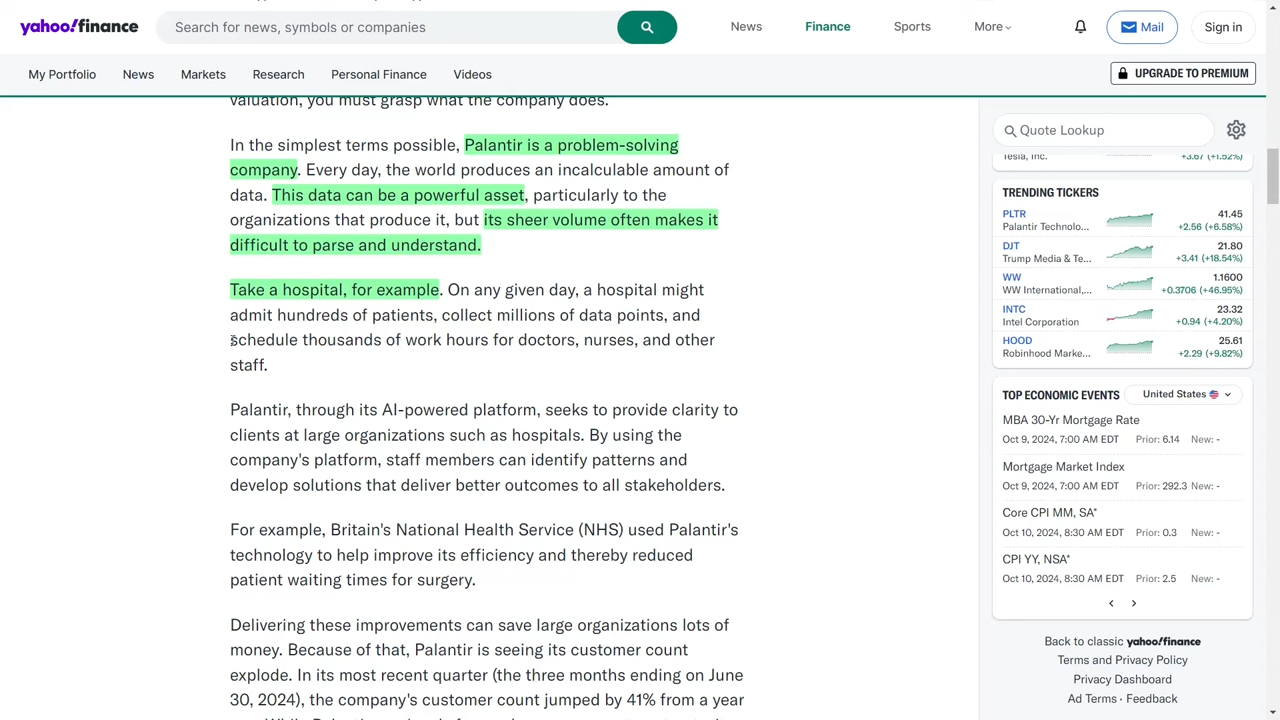 yahoo!finance
Search for news, symbols or companies
News
Finance
Sports
More
Mail
Sign in
My Portfolio
News
Markets
Research
Personal Finance
Videos
UPGRADE TO PREMIUM
valuation, you must grasp what the company does.
In the simplest terms possible, Palantir is a problem-solving
company. Every day, the world produces an incalculable amount of
data. This data can be a powerful asset, particularly to the
organizations that produce it, but its sheer volume often makes it
difficult to parse and understand.
Take a hospital, for example. On any given day, a hospital might
admit hundreds of patients, collect millions of data points, and
schedule thousands of work hours for doctors, nurses, and other
staff.
Palantir, through its AI-powered platform, seeks to provide clarity to
clients at large organizations such as hospitals. By using the
company's platform, staff members can identify patterns and
develop solutions that deliver better outcomes to all stakeholders.
For example, Britain's National Health Service (NHS) used Palantir's
technology to help improve its efficiency and thereby reduced
patient waiting times for surgery.
Delivering these improvements can save large organizations lots of
money. Because of that, Palantir is seeing its customer count
explode. In its most recent quarter (the three months ending on June
30, 2024), the company's customer count jumped by 41% from a year
Quote Lookup
Tesla, Inc. +3.67 (+1.52%)
TRENDING TICKERS
PLTR 41.45
Palantir Technolo... +2.56 (+6.58%)
DJT 21.80
Trump Media & Te... +3.41 (+18.54%)
WW 1.1600
WW International,... +0.3706 (+46.95%)
INTC 23.32
Intel Corporation +0.94 (+4.20%)
HOOD 25.61
Robinhood Marke... +2.29 (+9.82%)
TOP ECONOMIC EVENTS United States
MBA 30-Yr Mortgage Rate
Oct 9, 2024, 7:00 AM EDT Prior: 6.14 New: -
Mortgage Market Index
Oct 9, 2024, 7:00 AM EDT Prior: 292.3 New: -
Core CPI MM, SA*
Oct 10, 2024, 8:30 AM EDT Prior: 0.3 New: -
CPI YY, NSA*
Oct 10, 2024, 8:30 AM EDT Prior: 2.5 New: -
Back to classic yahoo!finance
Terms and Privacy Policy
Privacy Dashboard
Ad Terms · Feedback